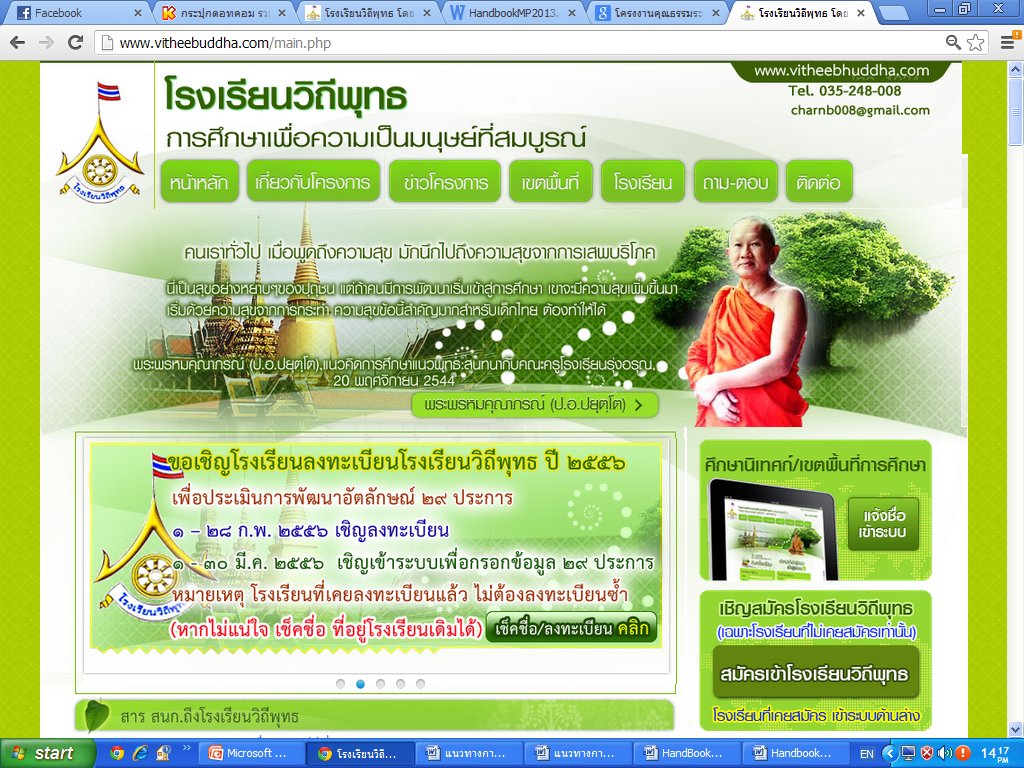 Facebook
กระปุกดอทคอม รว
โรงเรียนวิถีพุทธ โดย
HandbookMP2013.
โครงงานคุณธรรมระ
โรงเรียนวิถีพุทธ โดย
www.vitheebuddha.com/main.php
www.vitheebhuddha.com
Tel. 035-248-008
charnb008@gmail.com
โรงเรียนวิถีพุทธ
การศึกษาเพื่อความเป็นมนุษย์ที่สมบูรณ์
โรงเรียนวิถีพุทธ
หน้าหลัก เกี่ยวกับโครงการ ข่าวโครงการ เขตพื้นที่ โรงเรียน ถาม-ตอบ ติดต่อ
คนเราทั่วไป เมื่อพูดถึงความสุข มักนึกไปถึงความสุขจากการเสพบริโภค
นี่เป็นสุขอย่างหยาบๆของปุถุชน แต่ถ้าคนมีการพัฒนาเริ่มเข้าสู่การศึกษา เขาจะมีความสุขเพิ่มขึ้นมา
เริ่มด้วยความสุขจากการกระทำ ความสุขข้อนี้สำคัญมากสำหรับเด็กไทย ต้องทำให้ได้
พระพรหมคุณาภรณ์ (ป.อ.ปยุตฺโต),แนวคิดการศึกษาแนวพุทธ:สนทนากับคณะครูโรงเรียนรุ่งอรุณ,
20 พฤศจิกายน 2544
พระพรหมคุณาภรณ์ (ป.อ.ปยุตฺโต) >
ขอเชิญโรงเรียนลงทะเบียนโรงเรียนวิถีพุทธ ปี ๒๕๕๖
เพื่อประเมินการพัฒนาอัตลักษณ์ ๒๙ ประการ
๑ – ๒๘ ก.พ. ๒๕๕๖ เชิญลงทะเบียน
๑ - ๓๐ มี.ค. ๒๕๕๖ เชิญเข้าระบบเพื่อกรอกข้อมูล ๒๙ ประการ
หมายเหตุ โรงเรียนที่เคยลงทะเบียนแล้ว ไม่ต้องลงทะเบียนซ้ำ
(หากไม่แน่ใจ เช็คชื่อ ที่อยู่โรงเรียนเดิมได้) เช็คชื่อ/ลงทะเบียน คลิก
โรงเรียนวิถีพุทธ
ศึกษานิเทศก์/เขตพื้นที่การศึกษา
แจ้งชื่อ
เข้าระบบ
เชิญสมัครโรงเรียนวิถีพุทธ
(เฉพาะโรงเรียนที่ไม่เคยสมัครเท่านั้น)
สมัครเข้าโรงเรียนวิถีพุทธ
โรงเรียนที่เคยสมัคร เข้าระบบด้านล่าง
สาร สนก.ถึงโรงเรียนวิถีพุทธ
start
Microsoft ...
โรงเรียนวิถี...
แนวทางกา...
แนวทางกา...
HandBook...
Handbook...
EN
14:17
PM